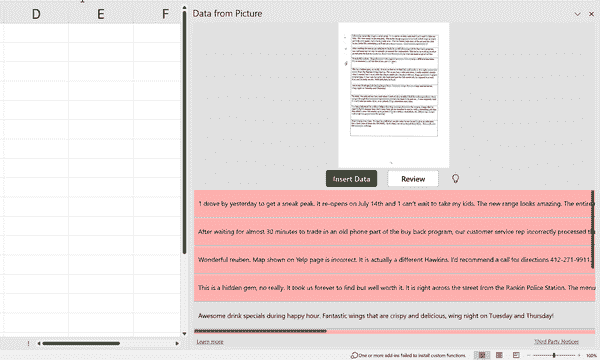 D E F
Data from Picture
Insert Data Review
1 drove by yesterday to get a sneak peak. It re-opens on July 14th and I can't wait to take my kids. The new range looks amazing. The entire
After waiting for almost 30 minutes to trade in an old phone part of the buy back program, our customer service rep incorrectly processed th
Wonderful reuben. Map shown on Yelp page is incorrect. It is actually a different Hawkins. I'd recommend a call for directions 412-271-9911.
This is a hidden gem, no really. It took us forever to find but well worth it. It is right across the street from the Rankin Police Station. The menu
Awesome drink specials during happy hour. Fantastic wings that are crispy and delicious, wing night on Tuesday and Thursday!
Learn more Third Party Notices
One or more add-ins failed to install custom functions 100%